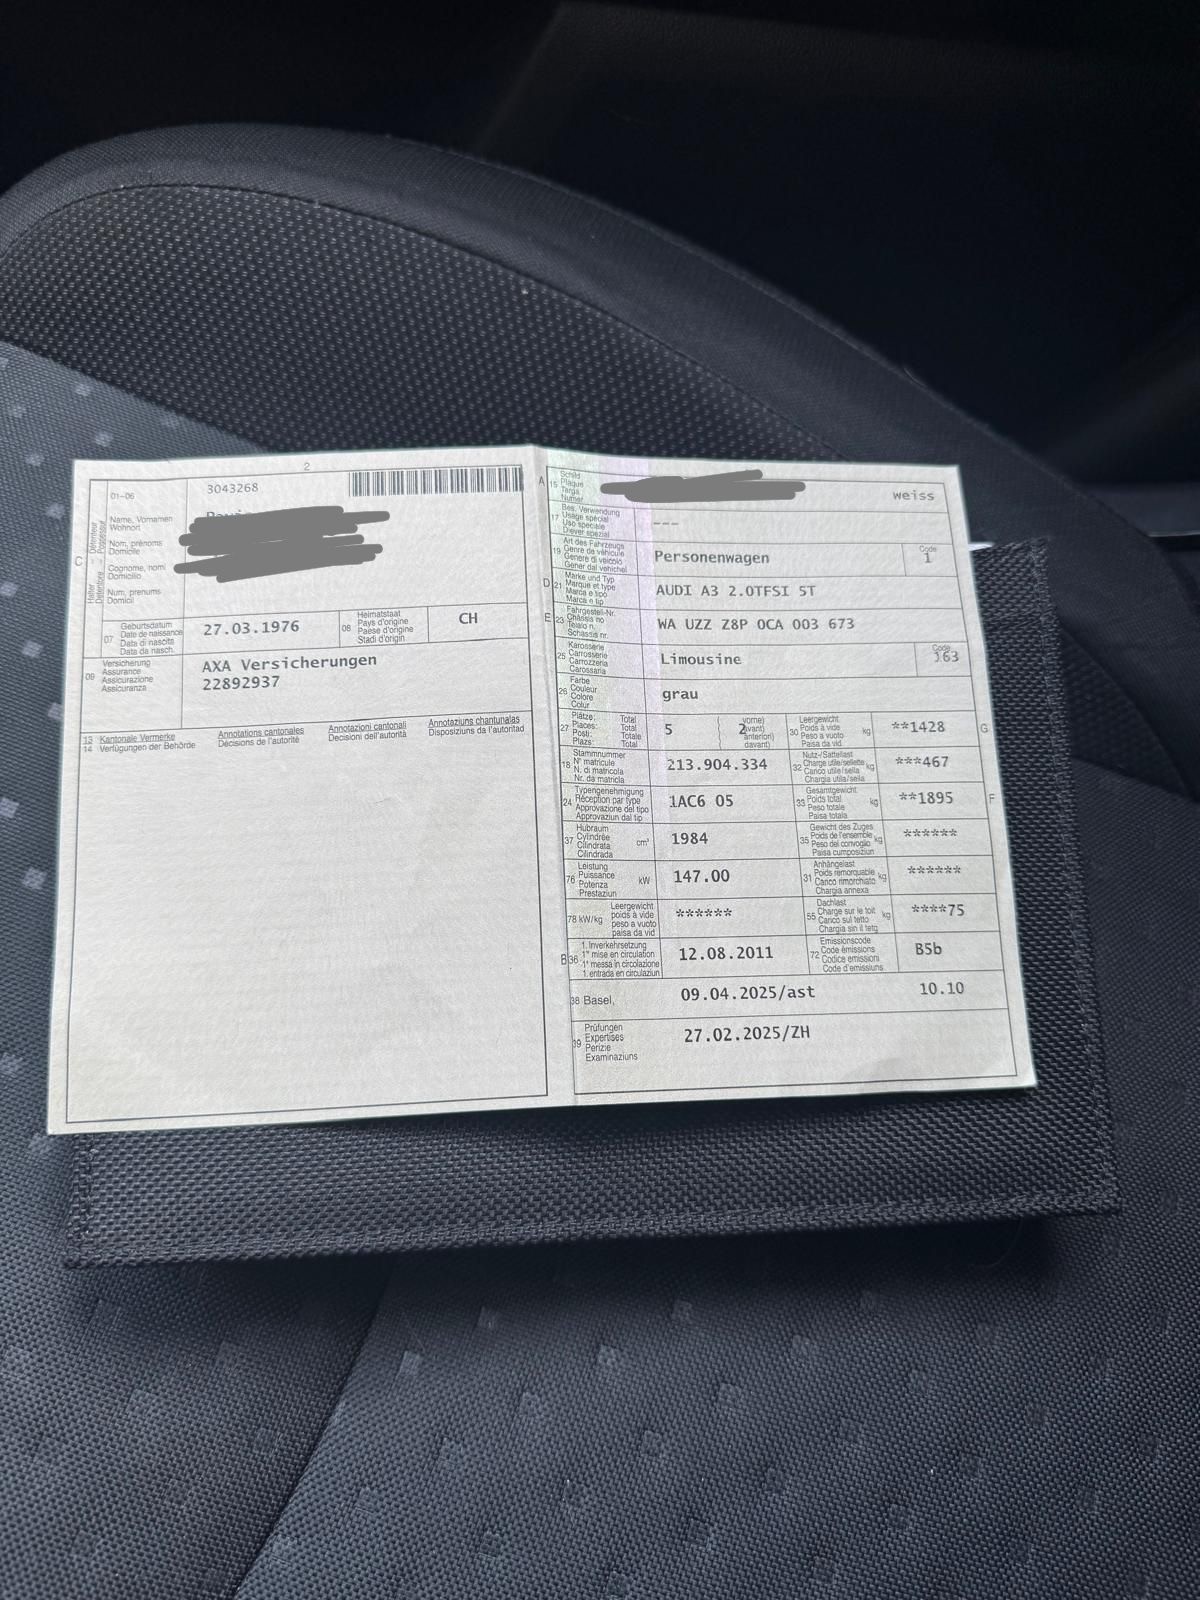 2
01-06
3043268
C
Halter Détenteur
Detentore Possessur
Name, Vornamen
Wohnort
Nom, prénoms
Domicile
Cognome, nomi
Domicilio
Num, prenums
Domicil
07
Geburtsdatum
Date de naissance
Data di nascita
Data da nasch.
27.03.1976
08
Heimatstaat
Pays d'origine
Paese d'origine
Stadi d'origin
CH
09
Versicherung
Assurance
Assicurazione
Assicuranza
AXA Versicherungen
22892937
13 Kantonale Vermerke
14 Verfügungen der Behörde
Annotations cantonales
Décisions de l'autorité
Annotazioni cantonali
Decisioni dell'autorità
Annotaziuns chantunalas
Disposiziuns da l'autoritad
A
15
Schild
Plaque
Targa
Numer
weiss
17
Bes. Verwendung
Usage spécial
Uso speciale
Diever spezial
---
19
Art des Fahrzeugs
Genre de véhicule
Genere di veicolo
Gener dal vehichel
Personenwagen
Code
1
D
21
Marke und Typ
Marque et type
Marca e tipo
Marca e tip
AUDI A3 2.0TFSI 5T
E
23
Fahrgestell-Nr.
Châssis no
Telaio n.
Schassis nr.
WA UZZ Z8P 0CA 003 673
25
Karosserie
Carrosserie
Carrozzeria
Carossaria
Limousine
Code
163
26
Farbe
Couleur
Colore
Colur
grau
27
Plätze: Total
Places: Total
Posti: Totale
Plazs: Total
5
2
vorne)
(avant)
anteriori)
davant)
30
Leergewicht
Poids à vide
Peso a vuoto
Paisa da vid
kg
**1428
G
18
Stammnummer
N° matricule
N. di matricola
Nr. da matricla
213.904.334
32
Nutz-/Sattellast
Charge utile/sellette
Carico utile/sella
Chargia utila/sella
kg
***467
24
Typengenehmigung
Réception par type
Approvazione del tipo
Approvaziun dal tip
1AC6 05
33
Gesamtgewicht
Poids total
Peso totale
Paisa totala
kg
**1895
F
37
Hubraum
Cylindrée
Cilindrata
Cilindrada
cm³
1984
35
Gewicht des Zuges
Poids de l'ensemble
Peso del convoglio
Paisa cumposiziun
kg
******
76
Leistung
Puissance
Potenza
Prestaziun
kW
147.00
31
Anhängelast
Poids remorquable
Carico rimorchiato
Chargia annexa
kg
******
78 kW/kg
Leergewicht
poids à vide
peso a vuoto
paisa da vid
******
55
Dachlast
Charge sur le toit
Carico sul tetto
Chargia sin il tetg
kg
****75
B
36
1. Inverkehrsetzung
1re mise en circulation
1a messa in circolazione
1. entrada en circulaziun
12.08.2011
72
Emissionscode
Code émissions
Codice emissioni
Code d'emissiuns
B5b
38 Basel,
09.04.2025/ast
10.10
39
Prüfungen
Expertises
Perizie
Examinaziuns
27.02.2025/ZH